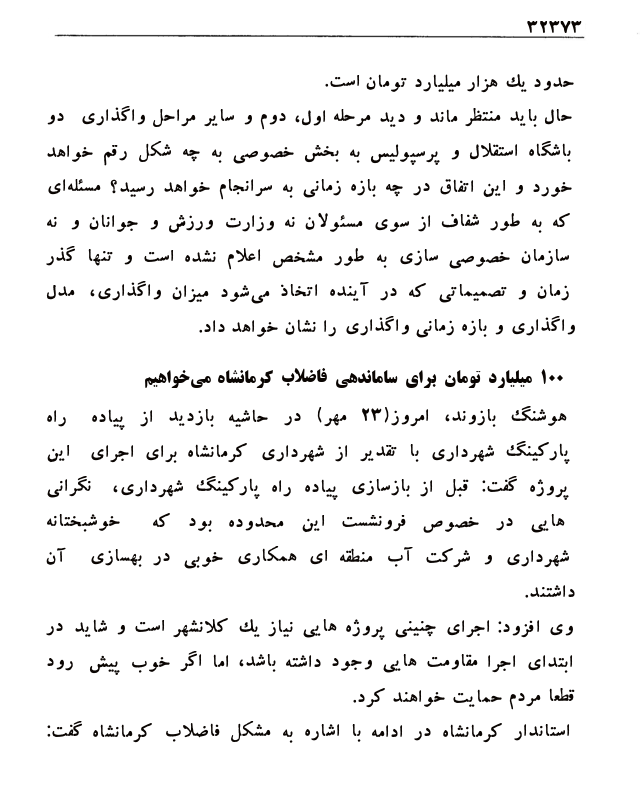 ۳۲۳۷۳
حدود یك هزار میلیارد تومان است.
حال باید منتظر ماند و دید مرحله اول، دوم و سایر مراحل واگذاری دو
باشگاه استقلال و پرسپولیس به بخش خصوصی به چه شکل رقم خواهد
خورد و این اتفاق در چه بازه زمانی به سرانجام خواهد رسید؟ مسئله‌ای
که به طور شفاف از سوی مسئولان نه وزارت ورزش و جوانان و نه
سازمان خصوصی سازی به طور مشخص اعلام نشده است و تنها گذر
زمان و تصمیماتی که در آینده اتخاذ می‌شود میزان واگذاری، مدل
واگذاری و بازه زمانی واگذاری را نشان خواهد داد.
۱۰۰ میلیارد تومان برای ساماندهی فاضلاب کرمانشاه می‌خواهیم
هوشنگ بازوند، امروز(۲۳ مهر) در حاشیه بازدید از پیاده راه
پارکینگ شهرداری با تقدیر از شهرداری کرمانشاه برای اجرای این
پروژه گفت: قبل از بازسازی پیاده راه پارکینگ شهرداری، نگرانی
هایی در خصوص فرونشست این محدوده بود که خوشبختانه
شهرداری و شرکت آب منطقه ای همکاری خوبی در بهسازی آن
داشتند.
وی افزود: اجرای چنینی پروژه هایی نیاز یك کلانشهر است و شاید در
ابتدای اجرا مقاومت هایی وجود داشته باشد، اما اگر خوب پیش رود
قطعا مردم حمایت خواهند کرد.
استاندار کرمانشاه در ادامه با اشاره به مشکل فاضلاب کرمانشاه گفت: